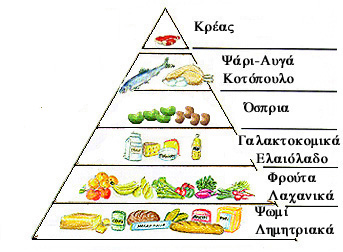 Κρέας
Ψάρι-Αυγά
Κοτόπουλο
Όσπρια
Γαλακτοκομικά
Ελαιόλαδο
Φρούτα
Λαχανικά
Ψωμί
Δημητριακά